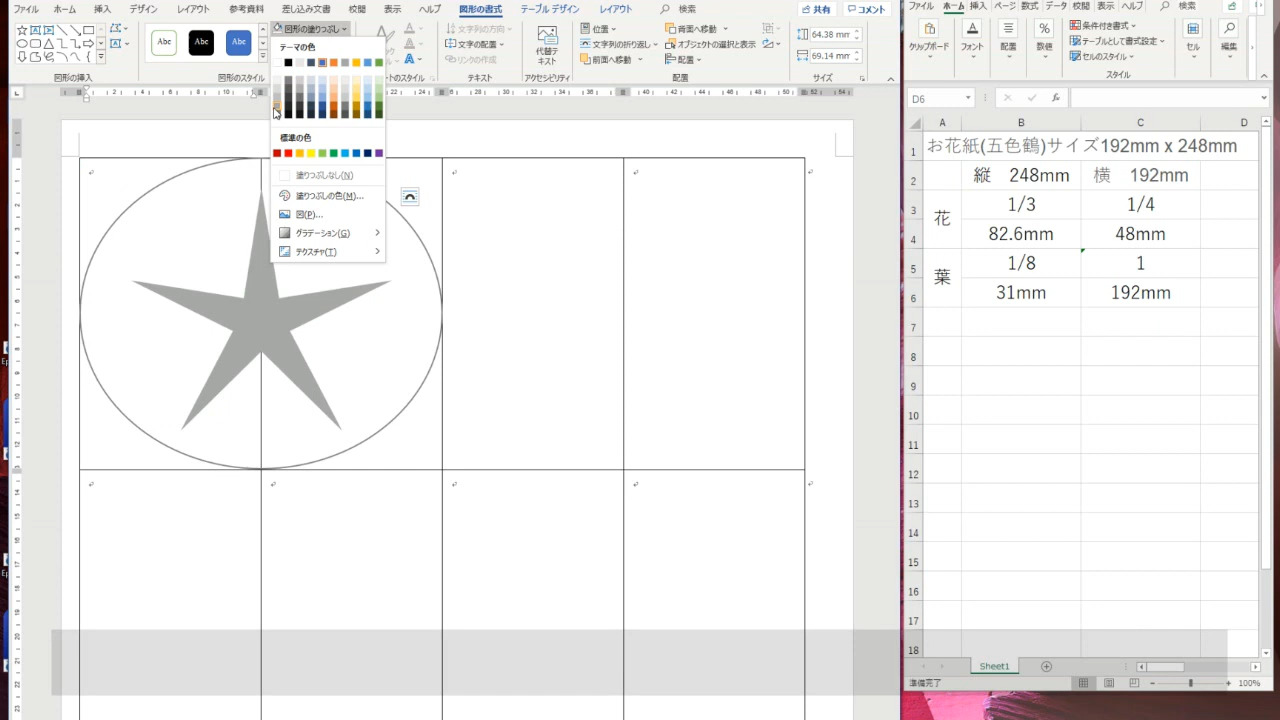 ファイル ホーム 挿入 デザイン レイアウト 参考資料 差し込み文書 校閲 表示 ヘルプ 図形の書式 テーブル デザイン レイアウト 検索 共有 コメント
Abc Abc Abc
図形の塗りつぶし
文字列の方向
文字の配置
リンクの作成
代替テキスト
位置
文字列の折り返し
前面へ移動
背面へ移動
オブジェクトの選択と表示
配置
64.38 mm
69.14 mm
図形の挿入 図形のスタイル テキスト アクセシビリティ 配置 サイズ
テーマの色
標準の色
塗りつぶしなし(N)
塗りつぶしの色(M)...
図(P)...
グラデーション(G)
テクスチャ(T)
ファイル ホーム 挿入 ページ 数式 データ 校閲 表示 検索
クリップボード フォント 配置 数値
条件付き書式
テーブルとして書式設定
セルのスタイル
スタイル
セル 編集
D6
A B C D
1 お花紙(五色鶴)サイズ192mm x 248mm
2 縦 248mm 横 192mm
花
3 1/3 1/4
4 82.6mm 48mm
葉
5 1/8 1
6 31mm 192mm
7
8
9
10
11
12
13
14
15
16
17
18
Sheet1
準備完了 100%